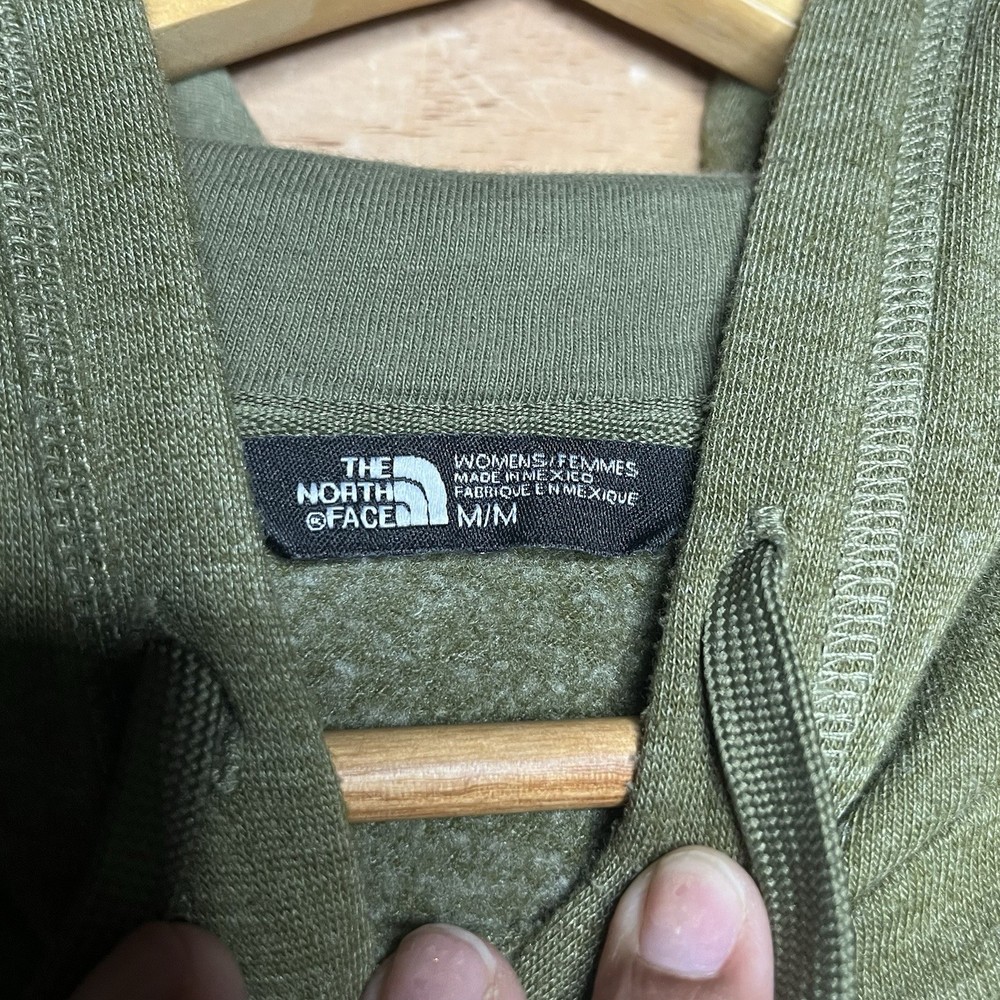 THE
NORTH
®FACE
WOMENS/FEMMES
MADE IN MEXICO
FABRIQUE EN MEXIQUE
M/M